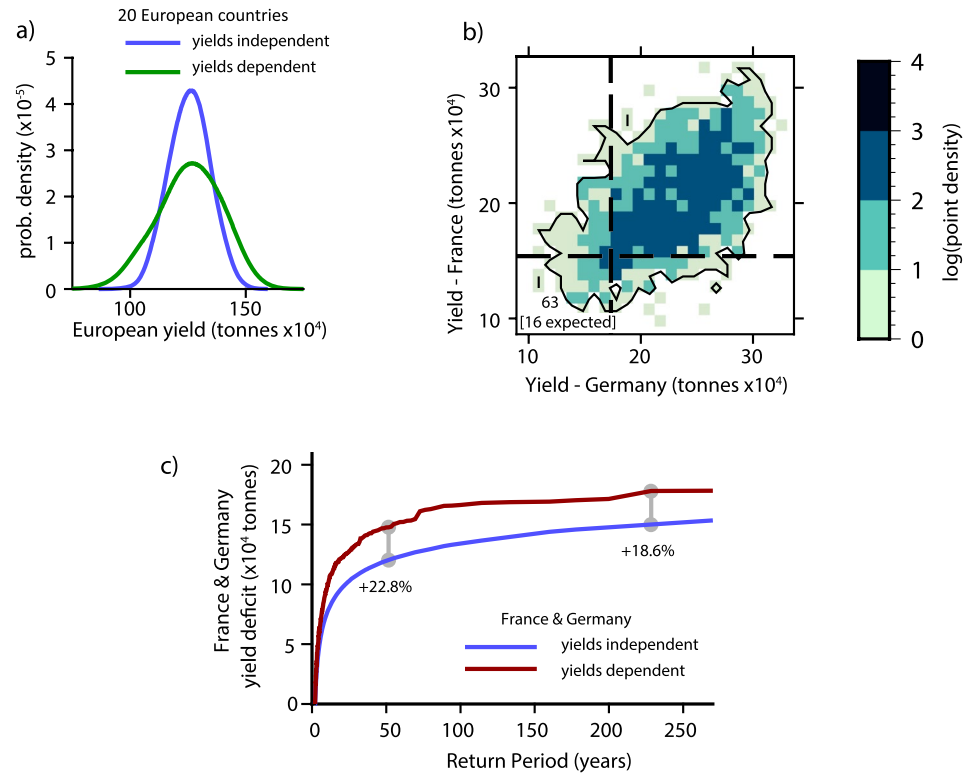 a)
20 European countries
yields independent
yields dependent
5
4
3
2
1
0
prob. density (x10⁻⁵)
100
150
European yield (tonnes x10⁴)
b)
30
20
10
Yield - France (tonnes x10⁴)
I
I
63
[16 expected]
10
20
30
Yield - Germany (tonnes x10⁴)
4
3
2
1
0
log(point density)
c)
20
15
10
5
0
France & Germany
yield deficit (x10⁴ tonnes)
+22.8%
+18.6%
France & Germany
yields independent
yields dependent
0
50
100
150
200
250
Return Period (years)